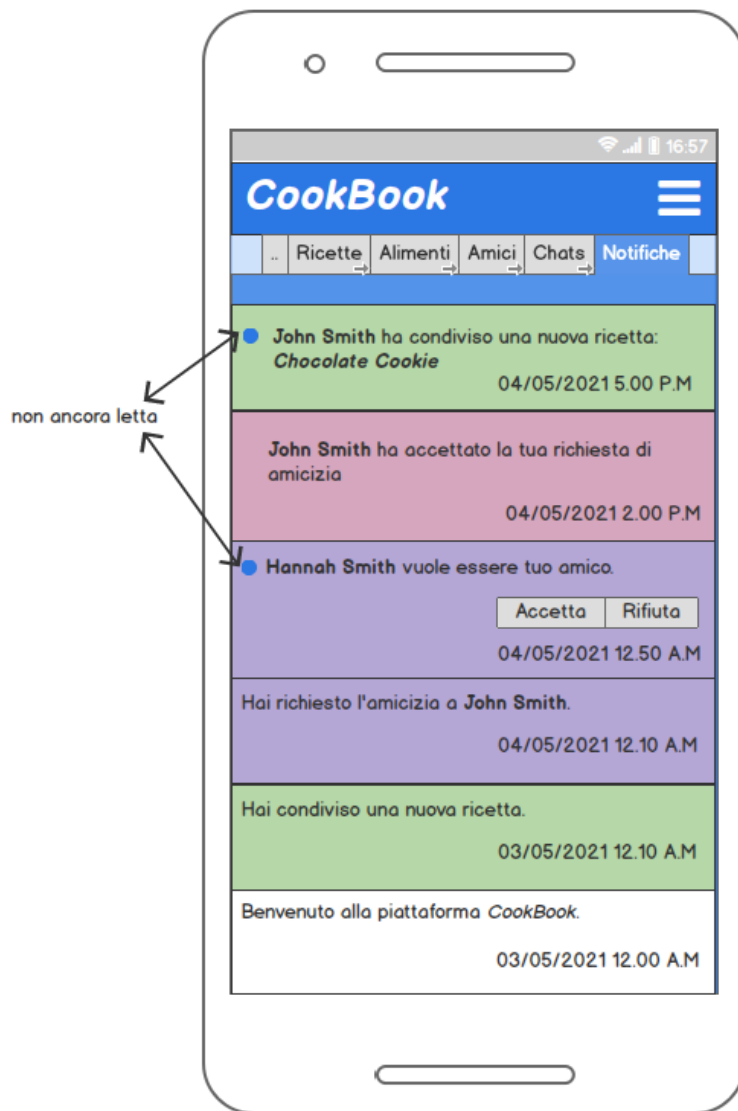 16:57
CookBook
.. Ricette Alimenti Amici Chats Notifiche
John Smith ha condiviso una nuova ricetta:
Chocolate Cookie
04/05/2021 5.00 P.M
non ancora letta
John Smith ha accettato la tua richiesta di
amicizia
04/05/2021 2.00 P.M
Hannah Smith vuole essere tuo amico.
Accetta Rifiuta
04/05/2021 12.50 A.M
Hai richiesto l'amicizia a John Smith.
04/05/2021 12.10 A.M
Hai condiviso una nuova ricetta.
03/05/2021 12.10 A.M
Benvenuto alla piattaforma CookBook.
03/05/2021 12.00 A.M